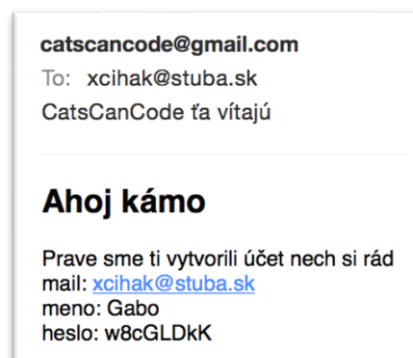 catscancode@gmail.com
To: xcihak@stuba.sk
CatsCanCode ťa vítajú
Ahoj kámo
Prave sme ti vytvorili účet nech si rád
mail: xcihak@stuba.sk
meno: Gabo
heslo: w8cGLDkK